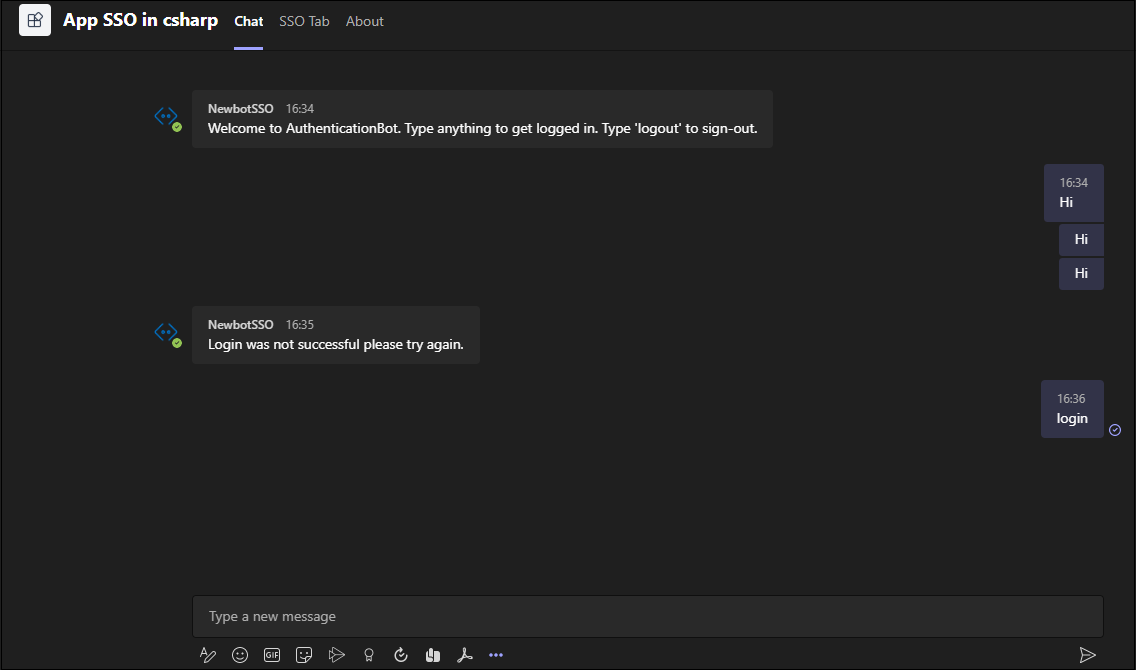 App SSO in csharp Chat SSO Tab About
NewbotSSO 16:34
Welcome to AuthenticationBot. Type anything to get logged in. Type 'logout' to sign-out.
16:34
Hi
Hi
Hi
NewbotSSO 16:35
Login was not successful please try again.
16:36
login
Type a new message
GIF